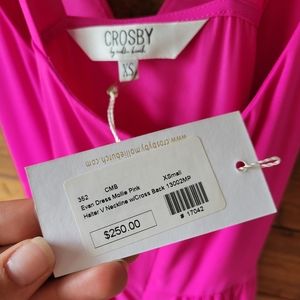 CROSBY
by mollie burch
XS
www.crosbybymollieburch.com
352 CMB XSmall
Evan Dress Mollie Pink
Halter V Neckline w/Cross Back 13002MP
$250.00
# 17042